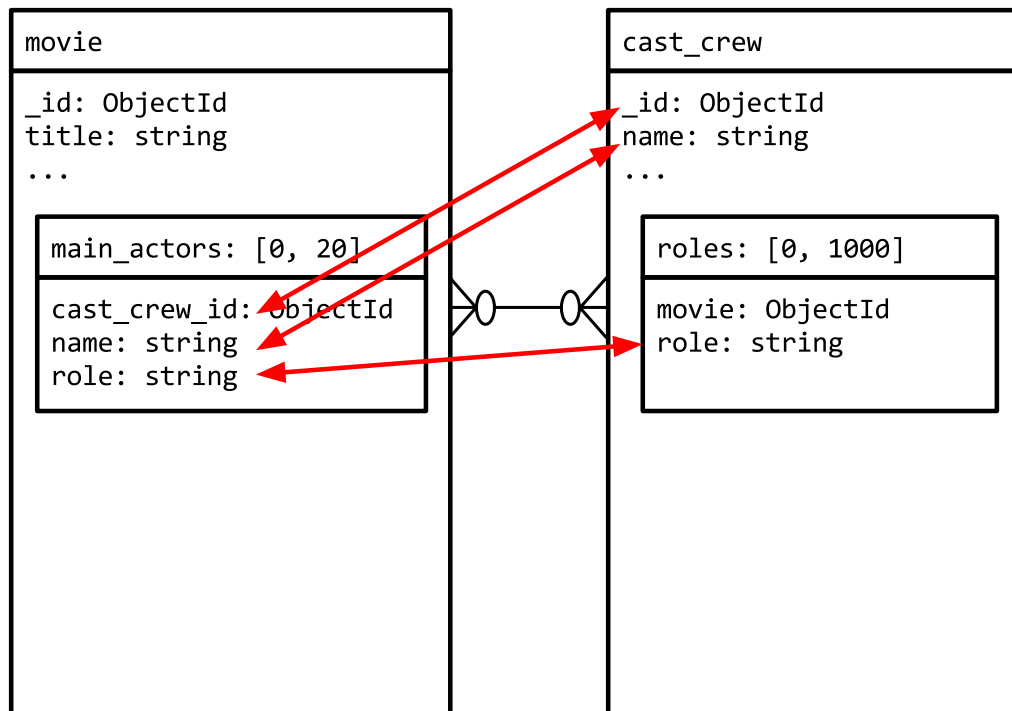 movie
_id: ObjectId
title: string
...
main_actors: [0, 20]
cast_crew_id: ObjectId
name: string
role: string
cast_crew
_id: ObjectId
name: string
...
roles: [0, 1000]
movie: ObjectId
role: string